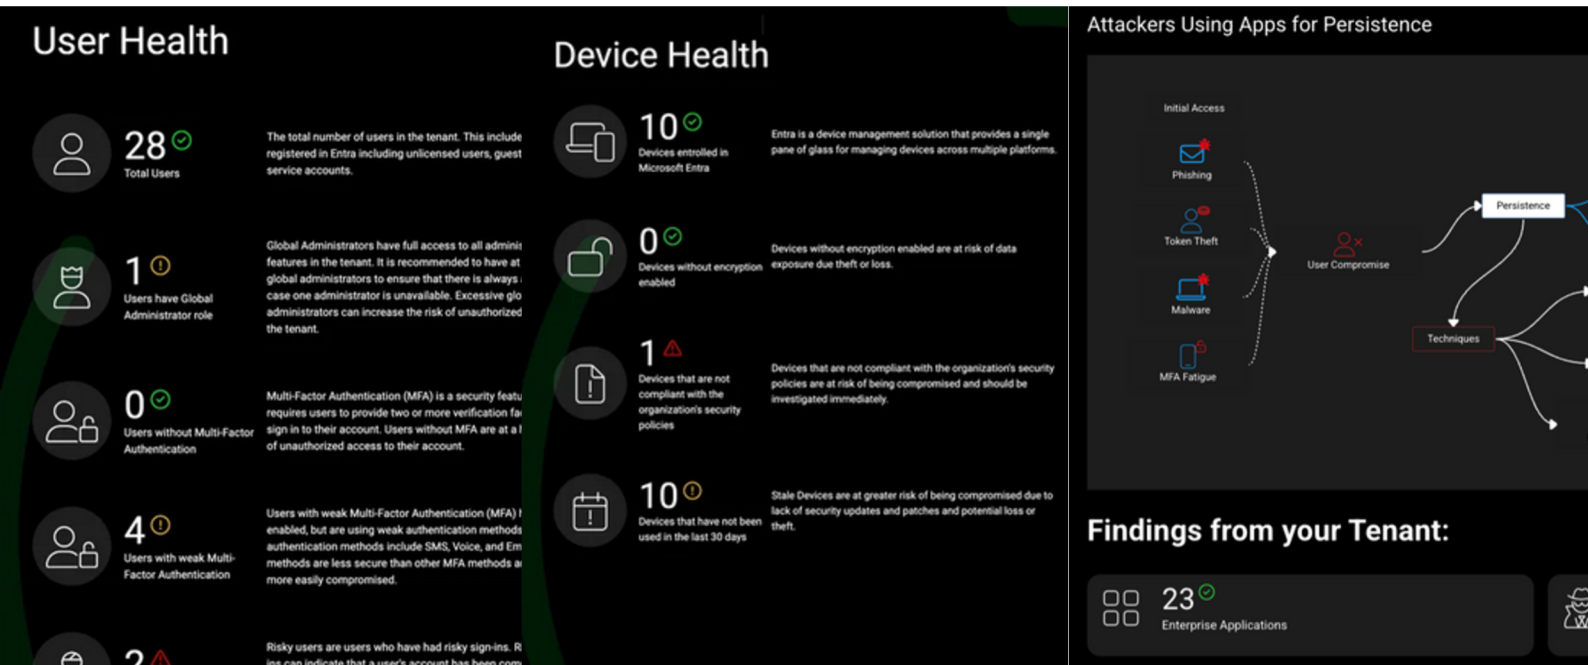 User Health
28
Total Users
The total number of users in the tenant. This include
registered in Entra including unlicensed users, guest
service accounts.
1
Users have Global
Administrator role
Global Administrators have full access to all adminis
features in the tenant. It is recommended to have at
global administrators to ensure that there is always
case one administrator is unavailable. Excessive glo
administrators can increase the risk of unauthorized
the tenant.
0
Users without Multi-Factor
Authentication
Multi-Factor Authentication (MFA) is a security featu
requires users to provide two or more verification fa
sign in to their account. Users without MFA are at a
of unauthorized access to their account.
4
Users with weak Multi-
Factor Authentication
Users with weak Multi-Factor Authentication (MFA)
enabled, but are using weak authentication methods
authentication methods include SMS, Voice, and Em
methods are less secure than other MFA methods a
more easily compromised.
2
Risky users are users who have had risky sign-ins. R
ins can indicate that a user's account has been com
Device Health
10
Devices entrolled in
Microsoft Entra
Entra is a device management solution that provides a single
pane of glass for managing devices across multiple platforms.
0
Devices without encryption
enabled
Devices without encryption enabled are at risk of data
exposure due theft or loss.
1
Devices that are not
compliant with the
organization's security
policies
Devices that are not compliant with the organization's security
policies are at risk of being compromised and should be
investigated immediately.
10
Devices that have not been
used in the last 30 days
Stale Devices are at greater risk of being compromised due to
lack of security updates and patches and potential loss or
theft.
Attackers Using Apps for Persistence
Initial Access
Phishing
Token Theft
Malware
MFA Fatigue
User Compromise
Persistence
Techniques
Findings from your Tenant:
23
Enterprise Applications